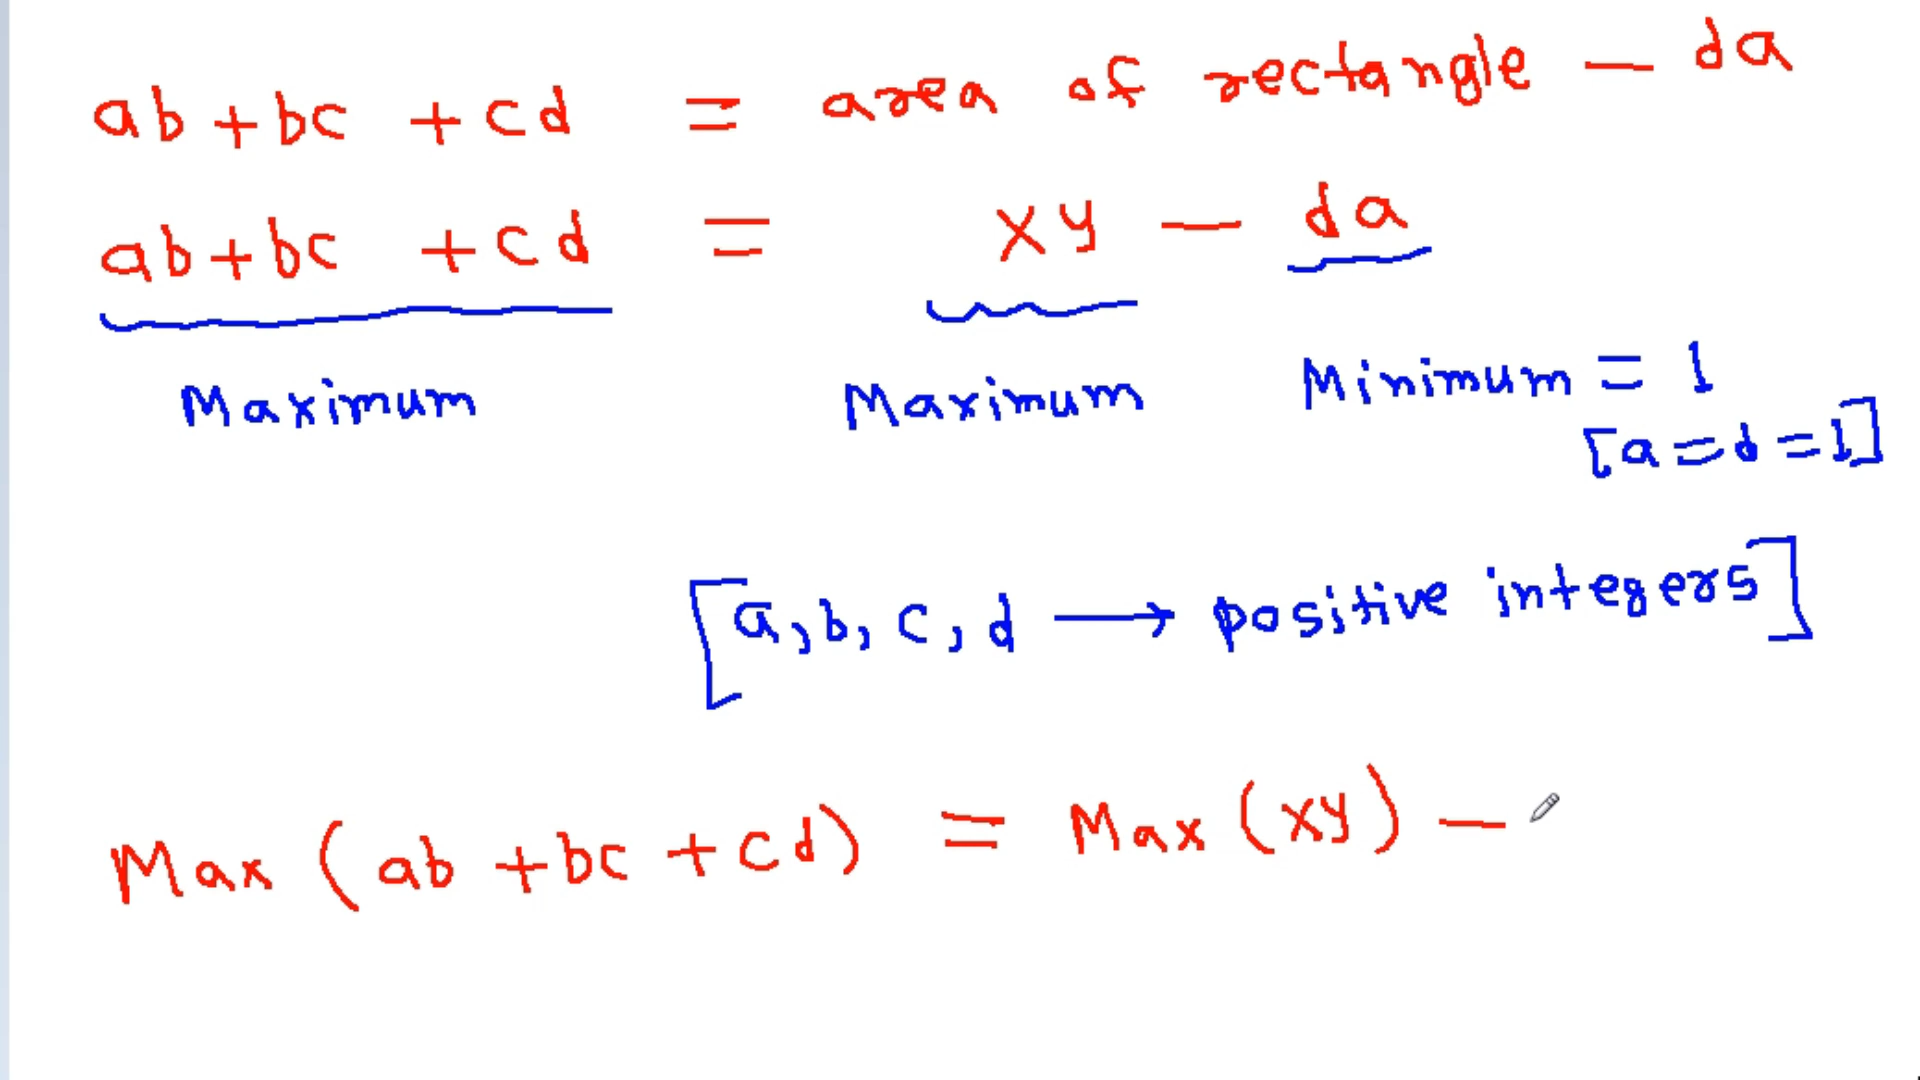 ab + bc + cd = area of rectangle - da
ab + bc + cd = xy - da
Maximum Maximum Minimum = 1
[a = d = 1]
[a, b, c, d → positive integers]
Max (ab + bc + cd) = Max (xy) -